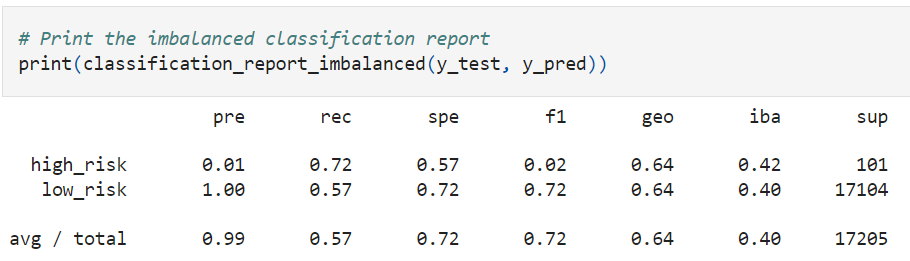 # Print the imbalanced classification report
print(classification_report_imbalanced(y_test, y_pred))
pre rec spe f1 geo iba sup
high_risk 0.01 0.72 0.57 0.02 0.64 0.42 101
low_risk 1.00 0.57 0.72 0.72 0.64 0.40 17104
avg / total 0.99 0.57 0.72 0.72 0.64 0.40 17205